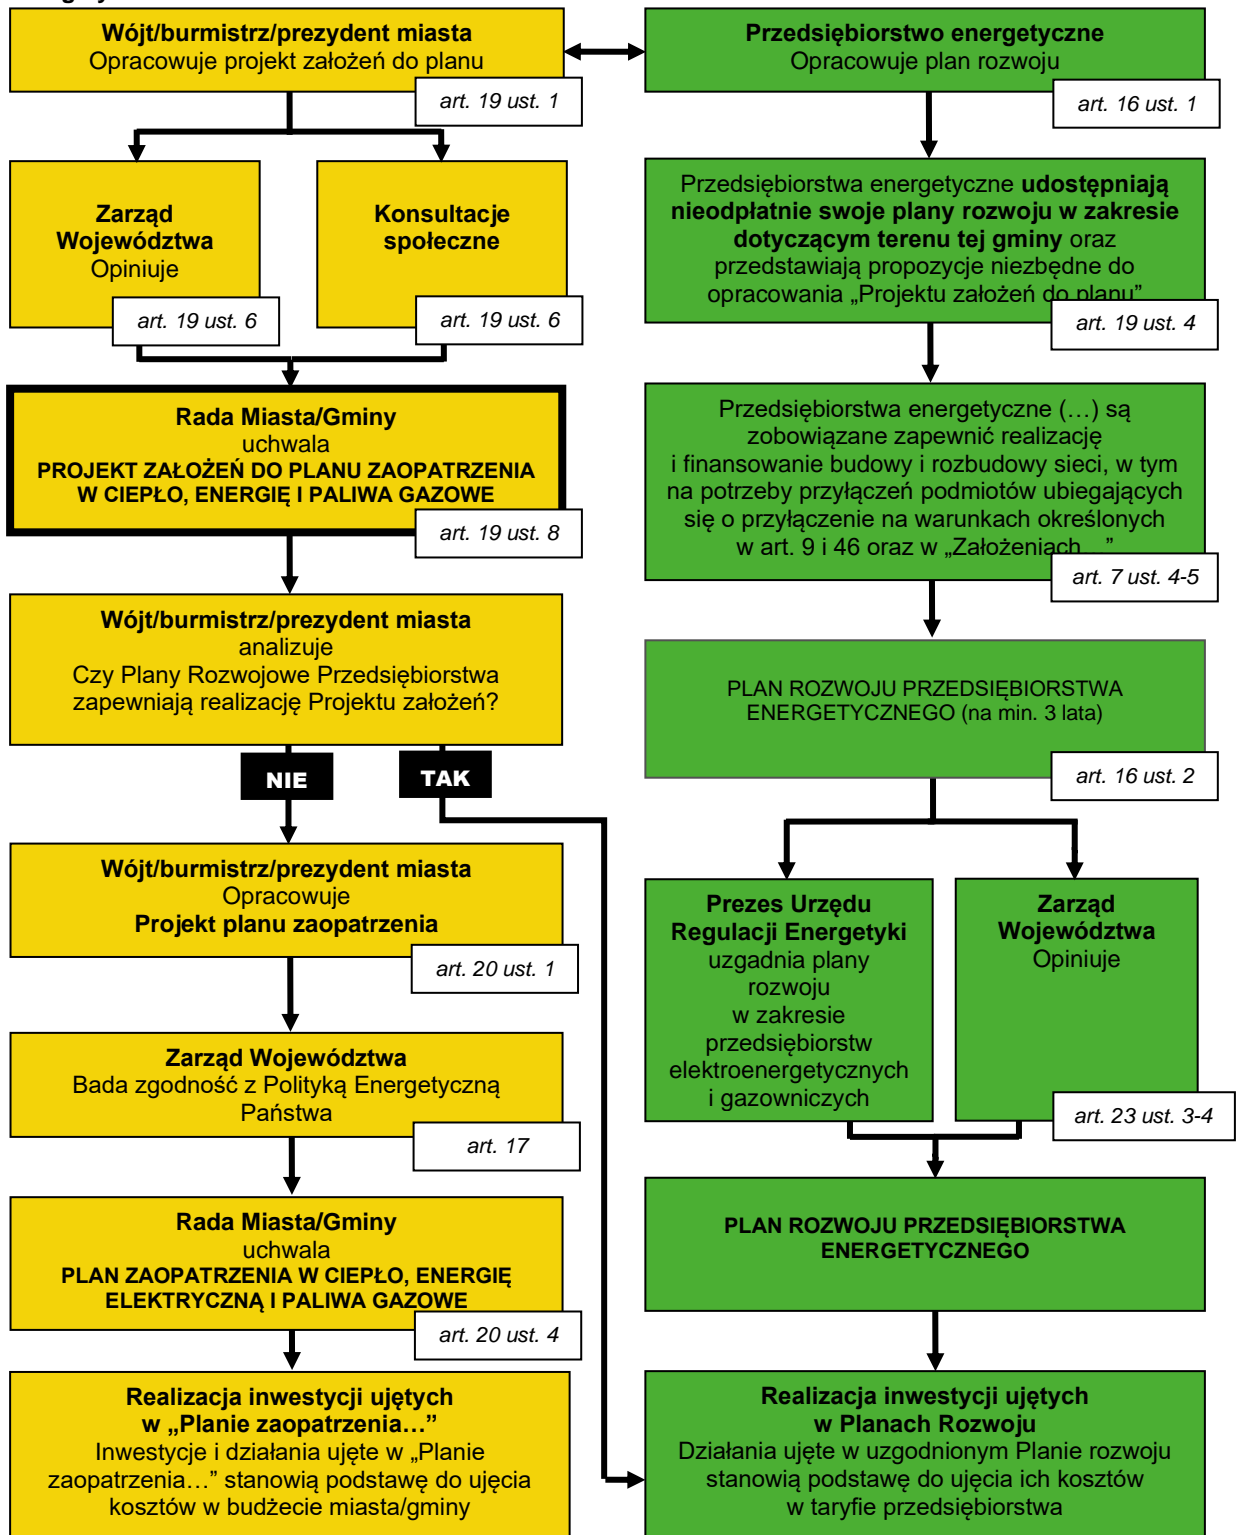 Wójt/burmistrz/prezydent miasta
Opracowuje projekt założeń do planu
art. 19 ust. 1
Zarząd
Województwa
Opiniuje
art. 19 ust. 6
Konsultacje
społeczne
art. 19 ust. 6
Rada Miasta/Gminy
uchwala
PROJEKT ZAŁOŻEŃ DO PLANU ZAOPATRZENIA
W CIEPŁO, ENERGIĘ I PALIWA GAZOWE
art. 19 ust. 8
Wójt/burmistrz/prezydent miasta
analizuje
Czy Plany Rozwojowe Przedsiębiorstwa
zapewniają realizację Projektu założeń?
NIE
TAK
Wójt/burmistrz/prezydent miasta
Opracowuje
Projekt planu zaopatrzenia
art. 20 ust. 1
Zarząd Województwa
Bada zgodność z Polityką Energetyczną
Państwa
art. 17
Rada Miasta/Gminy
uchwala
PLAN ZAOPATRZENIA W CIEPŁO, ENERGIĘ
ELEKTRYCZNĄ I PALIWA GAZOWE
art. 20 ust. 4
Realizacja inwestycji ujętych
w „Planie zaopatrzenia…”
Inwestycje i działania ujęte w „Planie
zaopatrzenia…” stanowią podstawę do ujęcia
kosztów w budżecie miasta/gminy
Przedsiębiorstwo energetyczne
Opracowuje plan rozwoju
art. 16 ust. 1
Przedsiębiorstwa energetyczne udostępniają
nieodpłatnie swoje plany rozwoju w zakresie
dotyczącym terenu tej gminy oraz
przedstawiają propozycje niezbędne do
opracowania „Projektu założeń do planu”
art. 19 ust. 4
Przedsiębiorstwa energetyczne (…) są
zobowiązane zapewnić realizację
i finansowanie budowy i rozbudowy sieci, w tym
na potrzeby przyłączeń podmiotów ubiegających
się o przyłączenie na warunkach określonych
w art. 9 i 46 oraz w „Założeniach…”
art. 7 ust. 4-5
PLAN ROZWOJU PRZEDSIĘBIORSTWA
ENERGETYCZNEGO (na min. 3 lata)
art. 16 ust. 2
Prezes Urzędu
Regulacji Energetyki
uzgadnia plany
rozwoju
w zakresie
przedsiębiorstw
elektroenergetycznych
i gazowniczych
Zarząd
Województwa
Opiniuje
art. 23 ust. 3-4
PLAN ROZWOJU PRZEDSIĘBIORSTWA
ENERGETYCZNEGO
Realizacja inwestycji ujętych
w Planach Rozwoju
Działania ujęte w uzgodnionym Planie rozwoju
stanowią podstawę do ujęcia ich kosztów
w taryfie przedsiębiorstwa